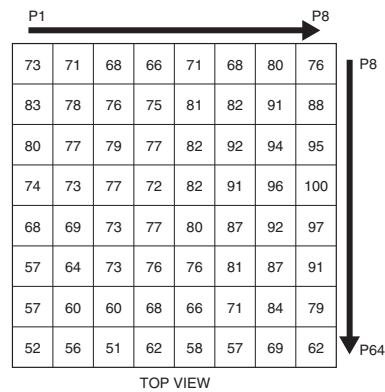 P1 P8
73 71 68 66 71 68 80 76 P8
83 78 76 75 81 82 91 88
80 77 79 77 82 92 94 95
74 73 77 72 82 91 96 100
68 69 73 77 80 87 92 97
57 64 73 76 76 81 87 91
57 60 60 68 66 71 84 79
52 56 51 62 58 57 69 62 P64
TOP VIEW